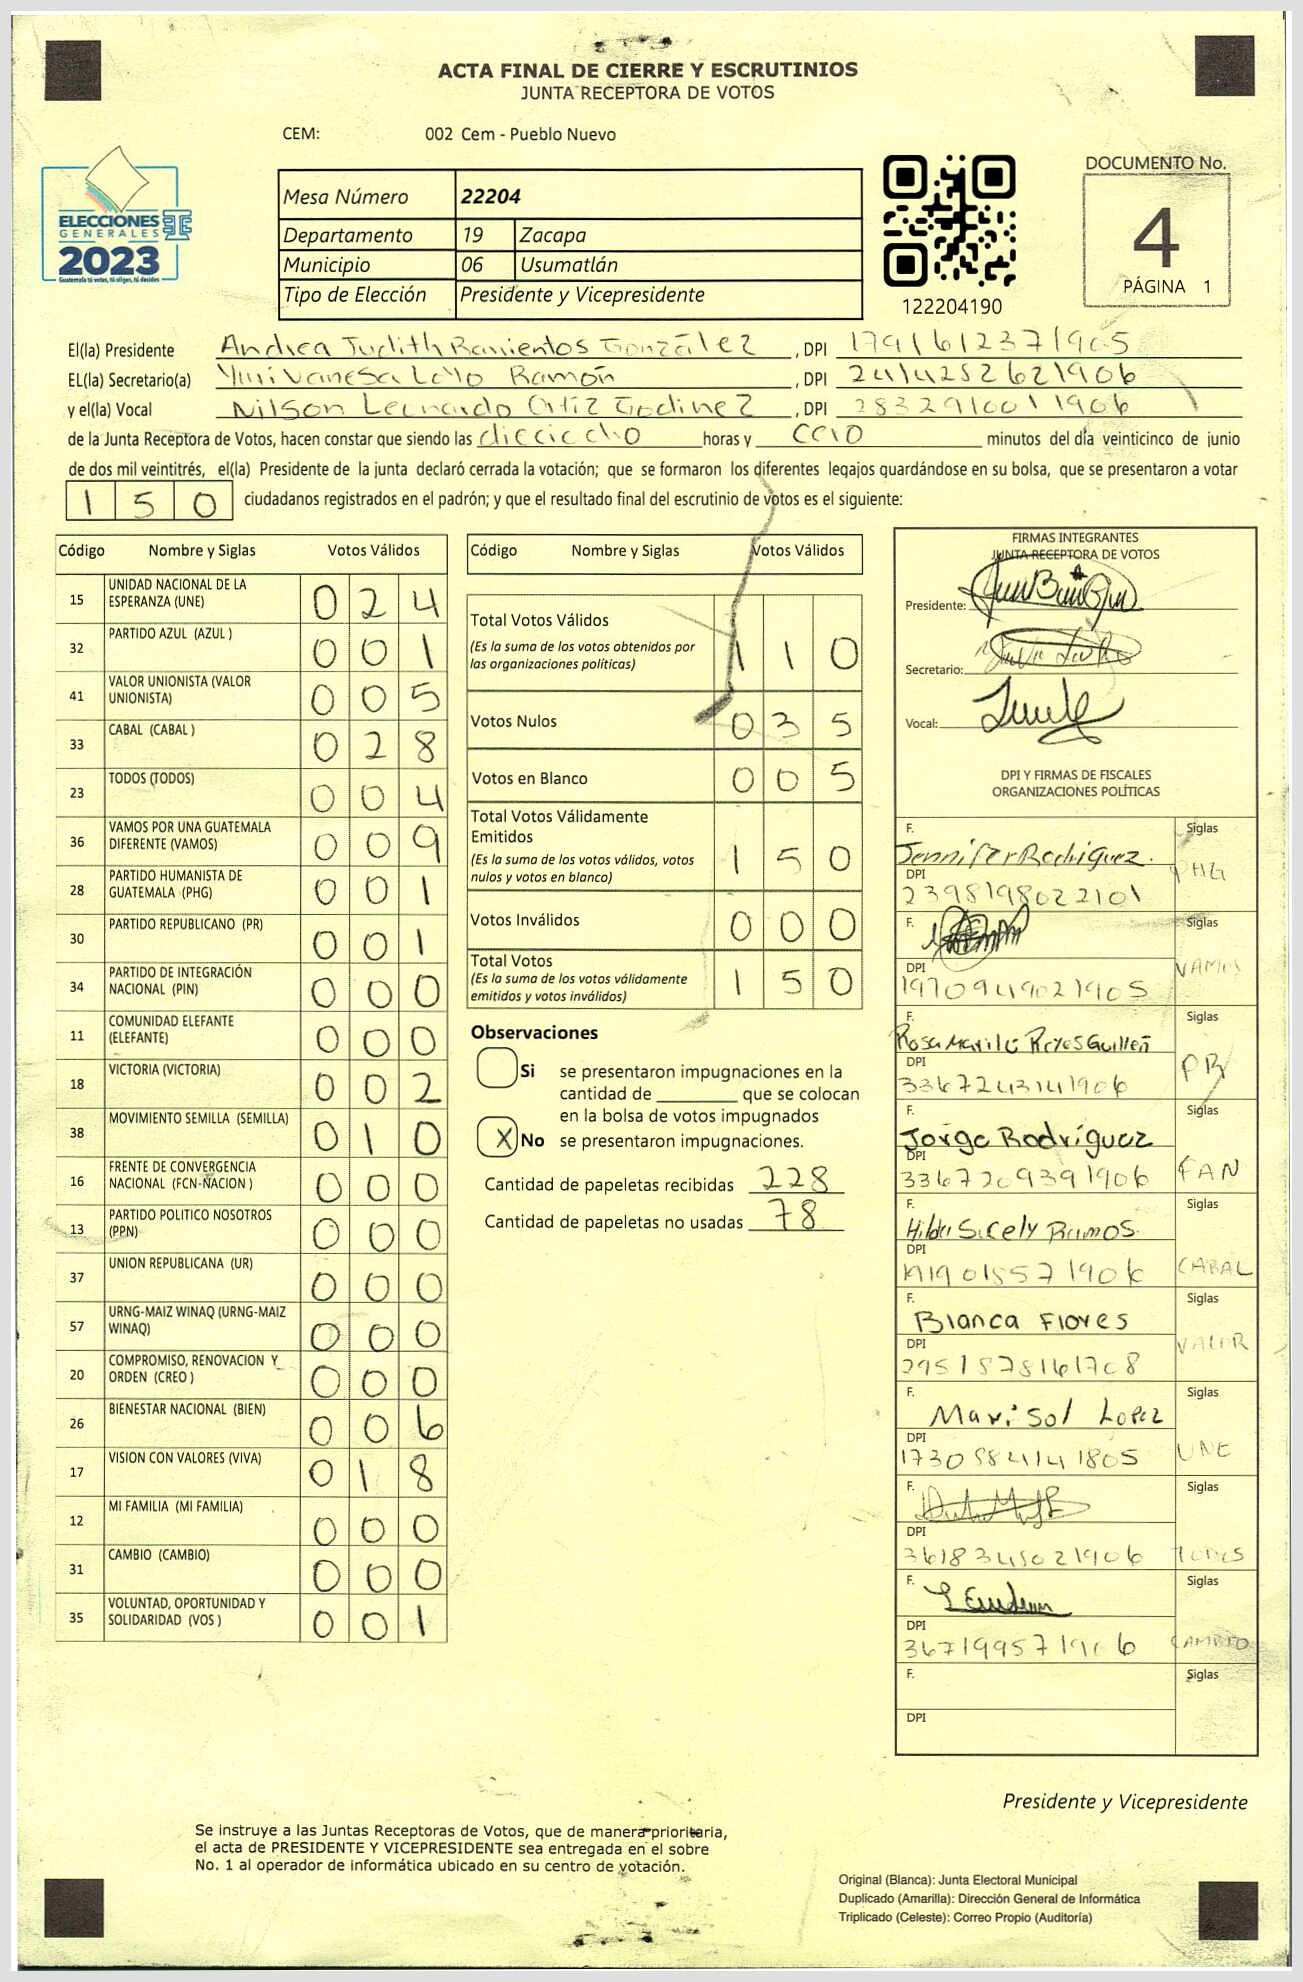 ACTA FINAL DE CIERRE Y ESCRUTINIOS
JUNTA RECEPTORA DE VOTOS
CEM: 002 Cem - Pueblo Nuevo
ELECCIONES
GENERALES
2023
Guatemala tú votas, tú eliges, tú decides
Mesa Número 22204
Departamento 19 Zacapa
Municipio 06 Usumatlán
Tipo de Elección Presidente y Vicepresidente
122204190
DOCUMENTO No.
4
PÁGINA 1
El(la) Presidente Andrea Judith Barrientos González , DPI 1791612371905
EL(la) Secretario(a) Ramón , DPI 2414252621906
y el(la) Vocal Nilson Leonardo Ortiz Godinez , DPI 2832910011906
de la Junta Receptora de Votos, hacen constar que siendo las dieciocho horas y cero minutos del día veinticinco de junio
de dos mil veintitrés, el(la) Presidente de la junta declaró cerrada la votación; que se formaron los diferentes legajos guardándose en su bolsa, que se presentaron a votar
1 5 0 ciudadanos registrados en el padrón; y que el resultado final del escrutinio de votos es el siguiente:
Código Nombre y Siglas Votos Válidos
15 UNIDAD NACIONAL DE LA ESPERANZA (UNE) 0 2 4
32 PARTIDO AZUL (AZUL ) 0 0 1
41 VALOR UNIONISTA (VALOR UNIONISTA) 0 0 5
33 CABAL (CABAL ) 0 2 8
23 TODOS (TODOS) 0 0 4
36 VAMOS POR UNA GUATEMALA DIFERENTE (VAMOS) 0 0 9
28 PARTIDO HUMANISTA DE GUATEMALA (PHG) 0 0 1
30 PARTIDO REPUBLICANO (PR) 0 0 1
34 PARTIDO DE INTEGRACIÓN NACIONAL (PIN) 0 0 0
11 COMUNIDAD ELEFANTE (ELEFANTE) 0 0 0
18 VICTORIA (VICTORIA) 0 0 2
38 MOVIMIENTO SEMILLA (SEMILLA) 0 1 0
16 FRENTE DE CONVERGENCIA NACIONAL (FCN-NACION ) 0 0 0
13 PARTIDO POLITICO NOSOTROS (PPN) 0 0 0
37 UNION REPUBLICANA (UR) 0 0 0
57 URNG-MAIZ WINAQ (URNG-MAIZ WINAQ) 0 0 0
20 COMPROMISO, RENOVACION Y ORDEN (CREO ) 0 0 0
26 BIENESTAR NACIONAL (BIEN) 0 0 6
17 VISION CON VALORES (VIVA) 0 1 8
12 MI FAMILIA (MI FAMILIA) 0 0 0
31 CAMBIO (CAMBIO) 0 0 0
35 VOLUNTAD, OPORTUNIDAD Y SOLIDARIDAD (VOS ) 0 0 1
Código Nombre y Siglas Votos Válidos
Total Votos Válidos 1 1 0
(Es la suma de los votos obtenidos por
las organizaciones políticas)
Votos Nulos 0 3 5
Votos en Blanco 0 0 5
Total Votos Válidamente
Emitidos 1 5 0
(Es la suma de los votos válidos, votos
nulos y votos en blanco)
Votos Inválidos 0 0 0
Total Votos 1 5 0
(Es la suma de los votos válidamente
emitidos y votos inválidos)
Observaciones
Si se presentaron impugnaciones en la
cantidad de ________ que se colocan
en la bolsa de votos impugnados
X No se presentaron impugnaciones.
Cantidad de papeletas recibidas 228
Cantidad de papeletas no usadas 78
FIRMAS INTEGRANTES
JUNTA RECEPTORA DE VOTOS
Presidente:
Secretario:
Vocal:
DPI Y FIRMAS DE FISCALES
ORGANIZACIONES POLÍTICAS
F. Siglas
Jennifer Rodriguez. PHG
DPI
2398198022101
F. Siglas
VAMOS
DPI
1970949021905
F. Siglas
Rosa Marilú Reyes Guillén PR
DPI
3367243141906
F. Siglas
Jorge Rodríguez FAN
DPI
3367209391906
F. Siglas
Hilda Sucely Ramos. CABAL
DPI
1919015571906
F. Siglas
Blanca Flores VALOR
DPI
2951878161708
F. Siglas
Marisol Lopez UNE
DPI
1730584141805
F. Siglas
TODOS
DPI
3618345021906
F. Siglas
CAMBIO
DPI
F. Siglas
DPI
Presidente y Vicepresidente
Se instruye a las Juntas Receptoras de Votos, que de manera prioritaria,
el acta de PRESIDENTE Y VICEPRESIDENTE sea entregada en el sobre
No. 1 al operador de informática ubicado en su centro de votación.
Original (Blanca): Junta Electoral Municipal
Duplicado (Amarilla): Dirección General de Informática
Triplicado (Celeste): Correo Propio (Auditoría)